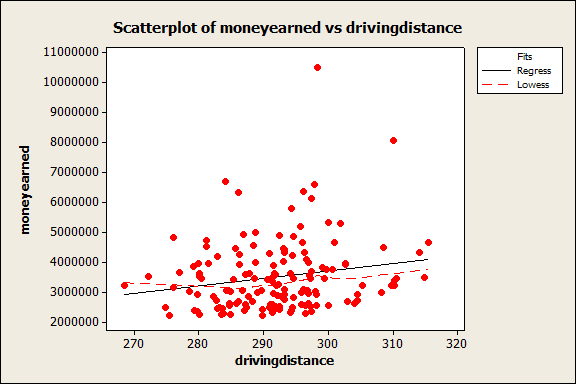 Scatterplot of moneyearned vs drivingdistance
11000000
10000000
9000000
8000000
7000000
6000000
5000000
4000000
3000000
2000000
moneyearned
270 280 290 300 310 320
drivingdistance
Fits
Regress
Lowess